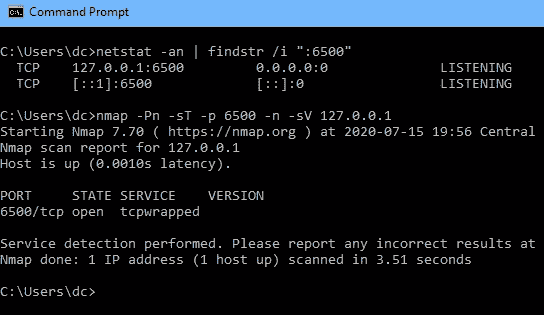 Command Prompt
C:\Users\dc>netstat -an | findstr /i ":6500"
  TCP    127.0.0.1:6500         0.0.0.0:0              LISTENING
  TCP    [::1]:6500             [::]:0                 LISTENING
C:\Users\dc>nmap -Pn -sT -p 6500 -n -sV 127.0.0.1
Starting Nmap 7.70 ( https://nmap.org ) at 2020-07-15 19:56 Central
Nmap scan report for 127.0.0.1
Host is up (0.0010s latency).
PORT     STATE SERVICE    VERSION
6500/tcp open  tcpwrapped
Service detection performed. Please report any incorrect results at
Nmap done: 1 IP address (1 host up) scanned in 3.51 seconds
C:\Users\dc>